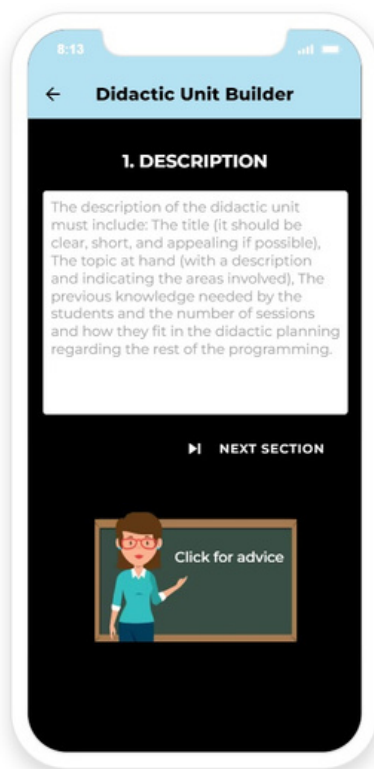 8:13
Didactic Unit Builder
1. DESCRIPTION
The description of the didactic unit
must include: The title (it should be
clear, short, and appealing if possible),
The topic at hand (with a description
and indicating the areas involved), The
previous knowledge needed by the
students and the number of sessions
and how they fit in the didactic planning
regarding the rest of the programming.
NEXT SECTION
Click for advice